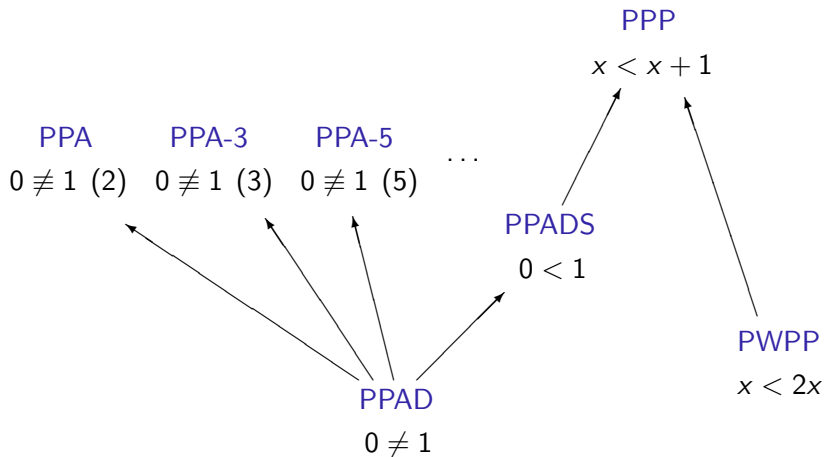 PPP
x < x + 1
PPA PPA-3 PPA-5
0 ≢ 1 (2) 0 ≢ 1 (3) 0 ≢ 1 (5) ...
PPADS
0 < 1
PWPP
x < 2x
PPAD
0 ≠ 1